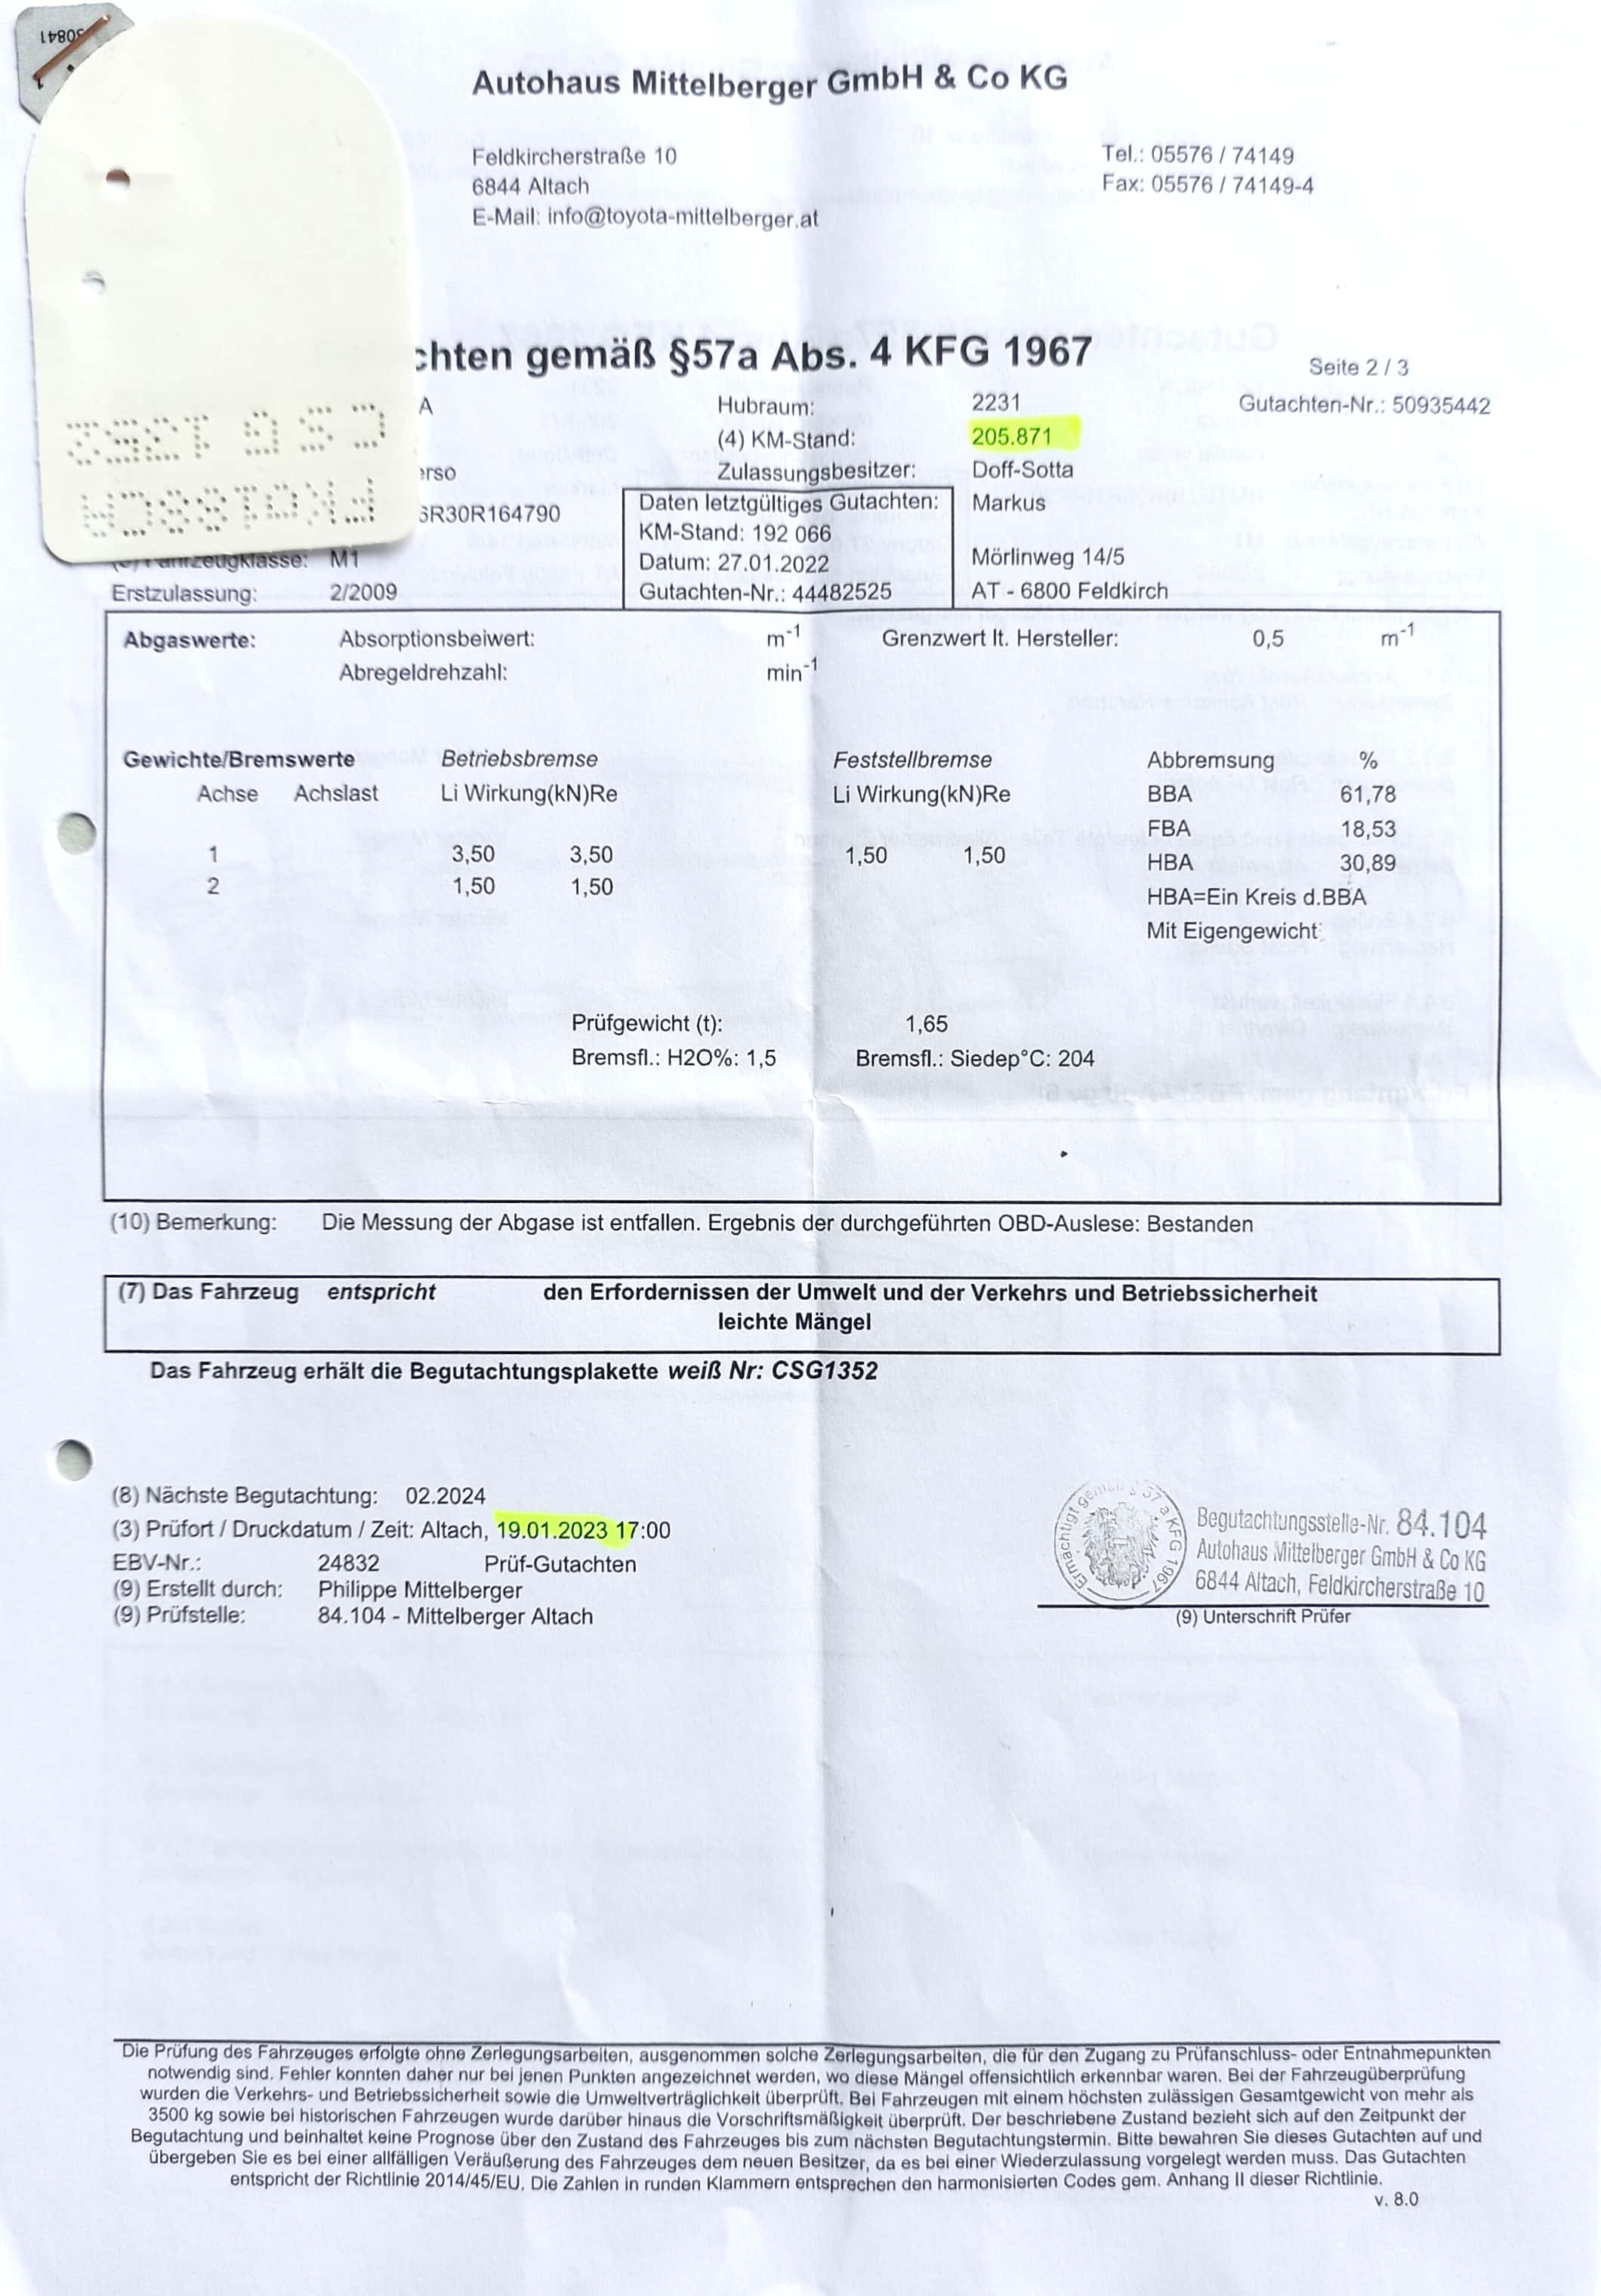 50841
Autohaus Mittelberger GmbH & Co KG
Feldkircherstraße 10
6844 Altach
E-Mail: info@toyota-mittelberger.at
Tel.: 05576 / 74149
Fax: 05576 / 74149-4
chten gemäß §57a Abs. 4 KFG 1967
Seite 2 / 3
A
Hubraum: 2231
Gutachten-Nr.: 50935442
(4) KM-Stand: 205.871
erso
Zulassungsbesitzer: Doff-Sotta
Markus
6R30R164790
Daten letztgültiges Gutachten:
KM-Stand: 192 066
Datum: 27.01.2022
Gutachten-Nr.: 44482525
Mörlinweg 14/5
AT - 6800 Feldkirch
Fahrzeugklasse: M1
Erstzulassung: 2/2009
Abgaswerte: Absorptionsbeiwert: m-1 Grenzwert lt. Hersteller: 0,5 m-1
Abregeldrehzahl: min-1
Gewichte/Bremswerte Betriebsbremse Feststellbremse Abbremsung %
Achse Achslast Li Wirkung(kN)Re Li Wirkung(kN)Re BBA 61,78
FBA 18,53
1 3,50 3,50 1,50 1,50 HBA 30,89
2 1,50 1,50 HBA=Ein Kreis d.BBA
Mit Eigengewicht
Prüfgewicht (t): 1,65
Bremsfl.: H2O%: 1,5 Bremsfl.: Siedep°C: 204
(10) Bemerkung: Die Messung der Abgase ist entfallen. Ergebnis der durchgeführten OBD-Auslese: Bestanden
(7) Das Fahrzeug entspricht den Erfordernissen der Umwelt und der Verkehrs und Betriebssicherheit
leichte Mängel
Das Fahrzeug erhält die Begutachtungsplakette weiß Nr: CSG1352
(8) Nächste Begutachtung: 02.2024
(3) Prüfort / Druckdatum / Zeit: Altach, 19.01.2023 17:00
EBV-Nr.: 24832 Prüf-Gutachten
(9) Erstellt durch: Philippe Mittelberger
(9) Prüfstelle: 84.104 - Mittelberger Altach
Ermächtigt gemäß § 57 a KFG 1967
Begutachtungsstelle-Nr. 84.104
Autohaus Mittelberger GmbH & Co KG
6844 Altach, Feldkircherstraße 10
(9) Unterschrift Prüfer
Die Prüfung des Fahrzeuges erfolgte ohne Zerlegungsarbeiten, ausgenommen solche Zerlegungsarbeiten, die für den Zugang zu Prüfanschluss- oder Entnahmepunkten
notwendig sind. Fehler konnten daher nur bei jenen Punkten angezeichnet werden, wo diese Mängel offensichtlich erkennbar waren. Bei der Fahrzeugüberprüfung
wurden die Verkehrs- und Betriebssicherheit sowie die Umweltverträglichkeit überprüft. Bei Fahrzeugen mit einem höchsten zulässigen Gesamtgewicht von mehr als
3500 kg sowie bei historischen Fahrzeugen wurde darüber hinaus die Vorschriftsmäßigkeit überprüft. Der beschriebene Zustand bezieht sich auf den Zeitpunkt der
Begutachtung und beinhaltet keine Prognose über den Zustand des Fahrzeuges bis zum nächsten Begutachtungstermin. Bitte bewahren Sie dieses Gutachten auf und
übergeben Sie es bei einer allfälligen Veräußerung des Fahrzeuges dem neuen Besitzer, da es bei einer Wiederzulassung vorgelegt werden muss. Das Gutachten
entspricht der Richtlinie 2014/45/EU. Die Zahlen in runden Klammern entsprechen den harmonisierten Codes gem. Anhang II dieser Richtlinie.
v. 8.0